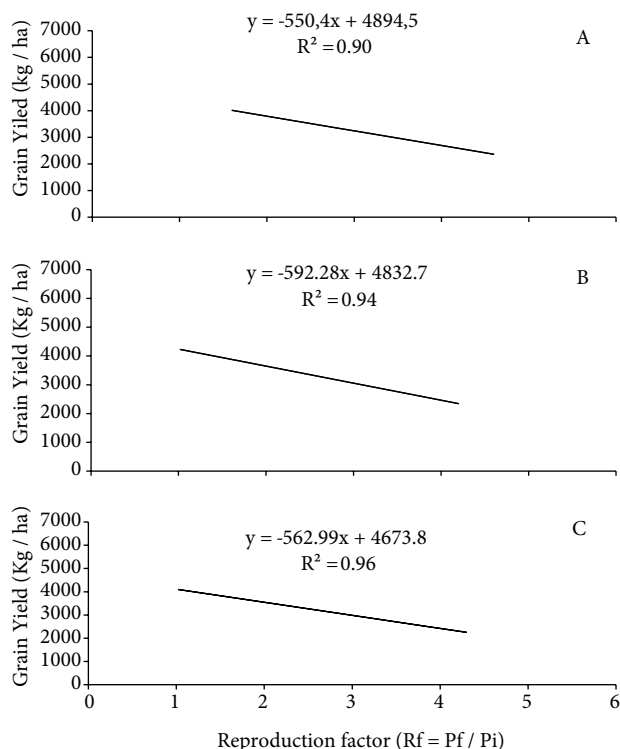 y = -550,4x + 4894,5
R² = 0.90
A
Grain Yiled (kg / ha)
7000
6000
5000
4000
3000
2000
1000
0
y = -592.28x + 4832.7
R² = 0.94
B
Grain Yield (Kg / ha)
7000
6000
5000
4000
3000
2000
1000
0
y = -562.99x + 4673.8
R² = 0.96
C
Grain Yield (Kg / ha)
7000
6000
5000
4000
3000
2000
1000
0
0 1 2 3 4 5 6
Reproduction factor (Rf = Pf / Pi)